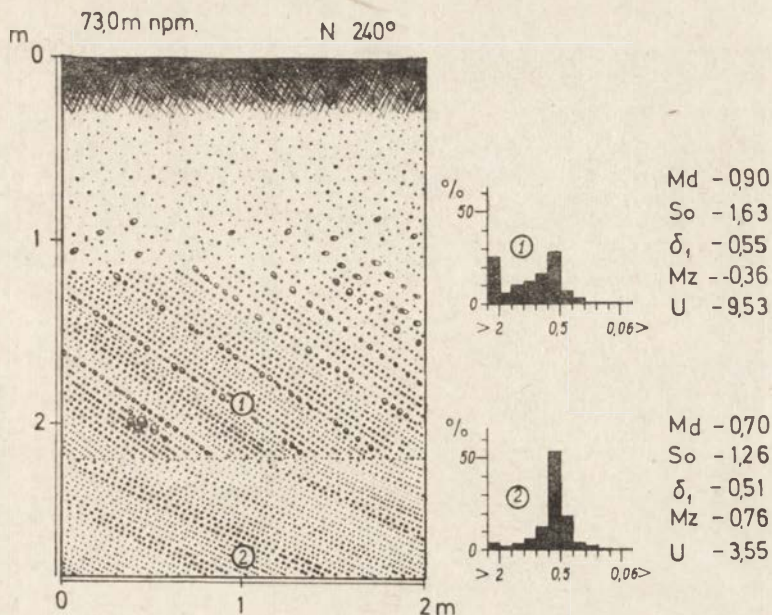 73,0m npm. N 240°
m
0
1
2
0 1 2m
1
2
%
50
1
0
>2 0,5 0,06>
Md - 0,90
So - 1,63
δ₁ - 0,55
Mz - -0,36
U - 9,53
%
50
2
0
>2 0,5 0,06>
Md - 0,70
So - 1,26
δ₁ - 0,51
Mz - 0,76
U - 3,55